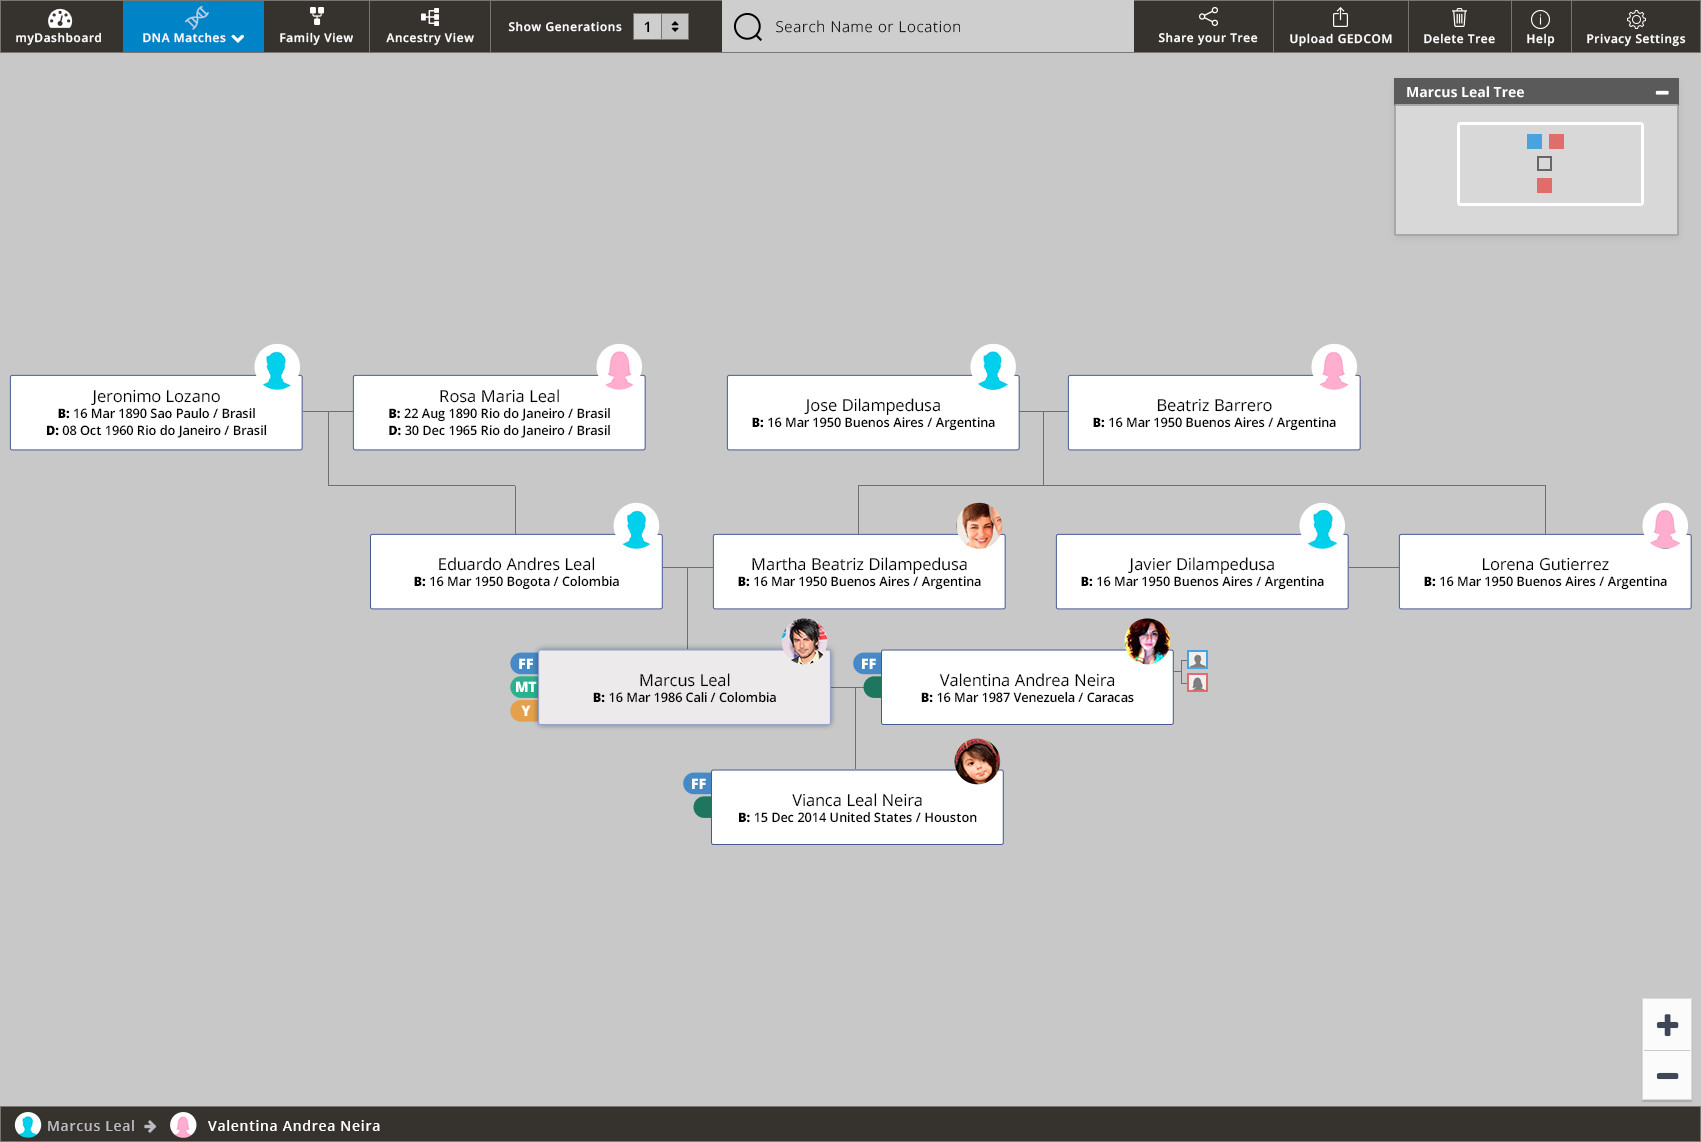 myDashboard
DNA Matches
Family View
Ancestry View
Show Generations 1
Search Name or Location
Share your Tree
Upload GEDCOM
Delete Tree
Help
Privacy Settings
Marcus Leal Tree
Jeronimo Lozano
B: 16 Mar 1890 Sao Paulo / Brasil
D: 08 Oct 1960 Rio do Janeiro / Brasil
Rosa Maria Leal
B: 22 Aug 1890 Rio do Janeiro / Brasil
D: 30 Dec 1965 Rio do Janeiro / Brasil
Jose Dilampedusa
B: 16 Mar 1950 Buenos Aires / Argentina
Beatriz Barrero
B: 16 Mar 1950 Buenos Aires / Argentina
Eduardo Andres Leal
B: 16 Mar 1950 Bogota / Colombia
Martha Beatriz Dilampedusa
B: 16 Mar 1950 Buenos Aires / Argentina
Javier Dilampedusa
B: 16 Mar 1950 Buenos Aires / Argentina
Lorena Gutierrez
B: 16 Mar 1950 Buenos Aires / Argentina
FF
MT
Y
Marcus Leal
B: 16 Mar 1986 Cali / Colombia
FF
Valentina Andrea Neira
B: 16 Mar 1987 Venezuela / Caracas
FF
Vianca Leal Neira
B: 15 Dec 2014 United States / Houston
Marcus Leal
Valentina Andrea Neira